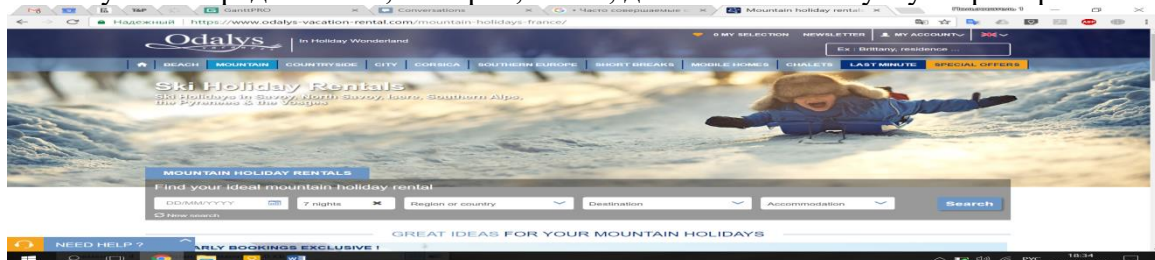 GanttPRO
Conversations
Часто совершаемые
Mountain holiday rental
Надежный | https://www.odalys-vacation-rental.com/mountain-holidays-france/
Odalys
In Holiday Wonderland
0 MY SELECTION NEWSLETTER MY ACCOUNT
Ex : Brittany, residence ...
BEACH MOUNTAIN COUNTRYSIDE CITY CORSICA SOUTHERN EUROPE SHORT BREAKS MOBILE HOMES CHALETS LAST MINUTE SPECIAL OFFERS
Ski Holiday Rentals
Ski Holidays in Savoy, North Savoy, Isere, Southern Alps,
the Pyrenees & the Vosges
MOUNTAIN HOLIDAY RENTALS
Find your ideal mountain holiday rental
DD/MM/YYYY 7 nights Region or country Destination Accommodation Search
New search
GREAT IDEAS FOR YOUR MOUNTAIN HOLIDAYS
NEED HELP ?
EARLY BOOKINGS EXCLUSIVE !
РУС 18:34